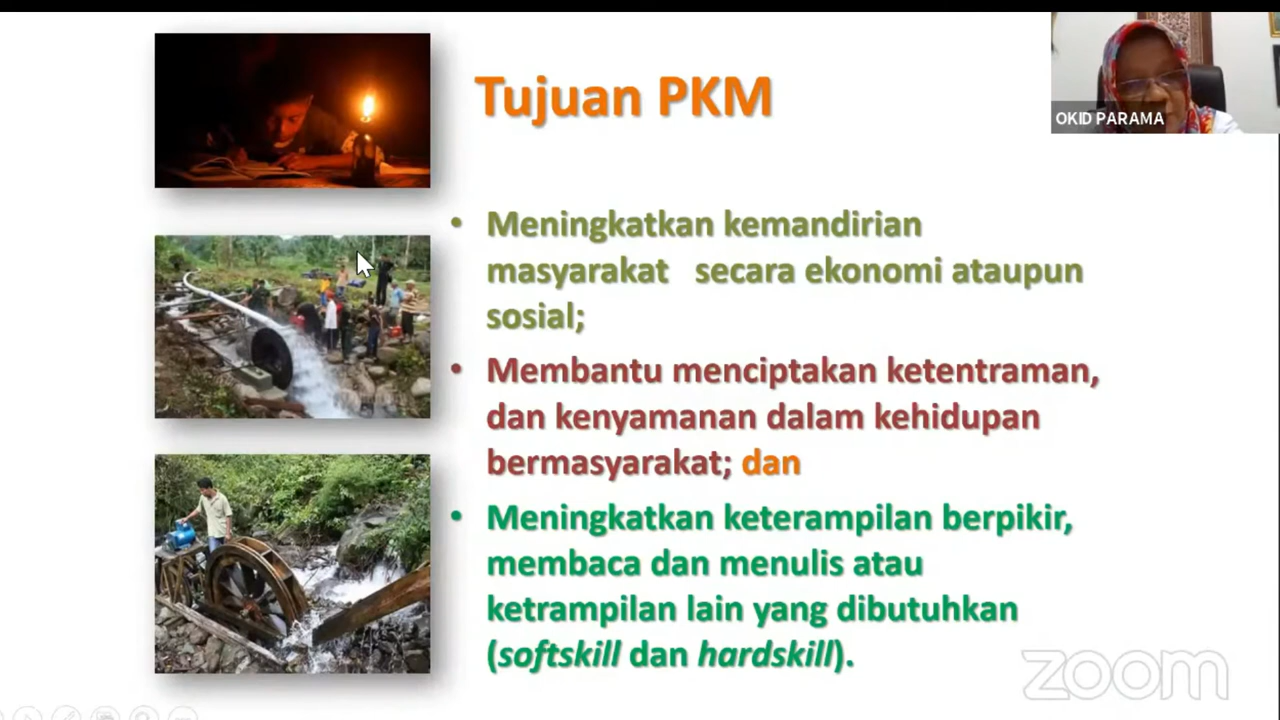 Tujuan PKM
OKID PARAMA
• Meningkatkan kemandirian
masyarakat secara ekonomi ataupun
sosial;
• Membantu menciptakan ketentraman,
dan kenyamanan dalam kehidupan
bermasyarakat; dan
• Meningkatkan keterampilan berpikir,
membaca dan menulis atau
ketrampilan lain yang dibutuhkan
(softskill dan hardskill).
zoom